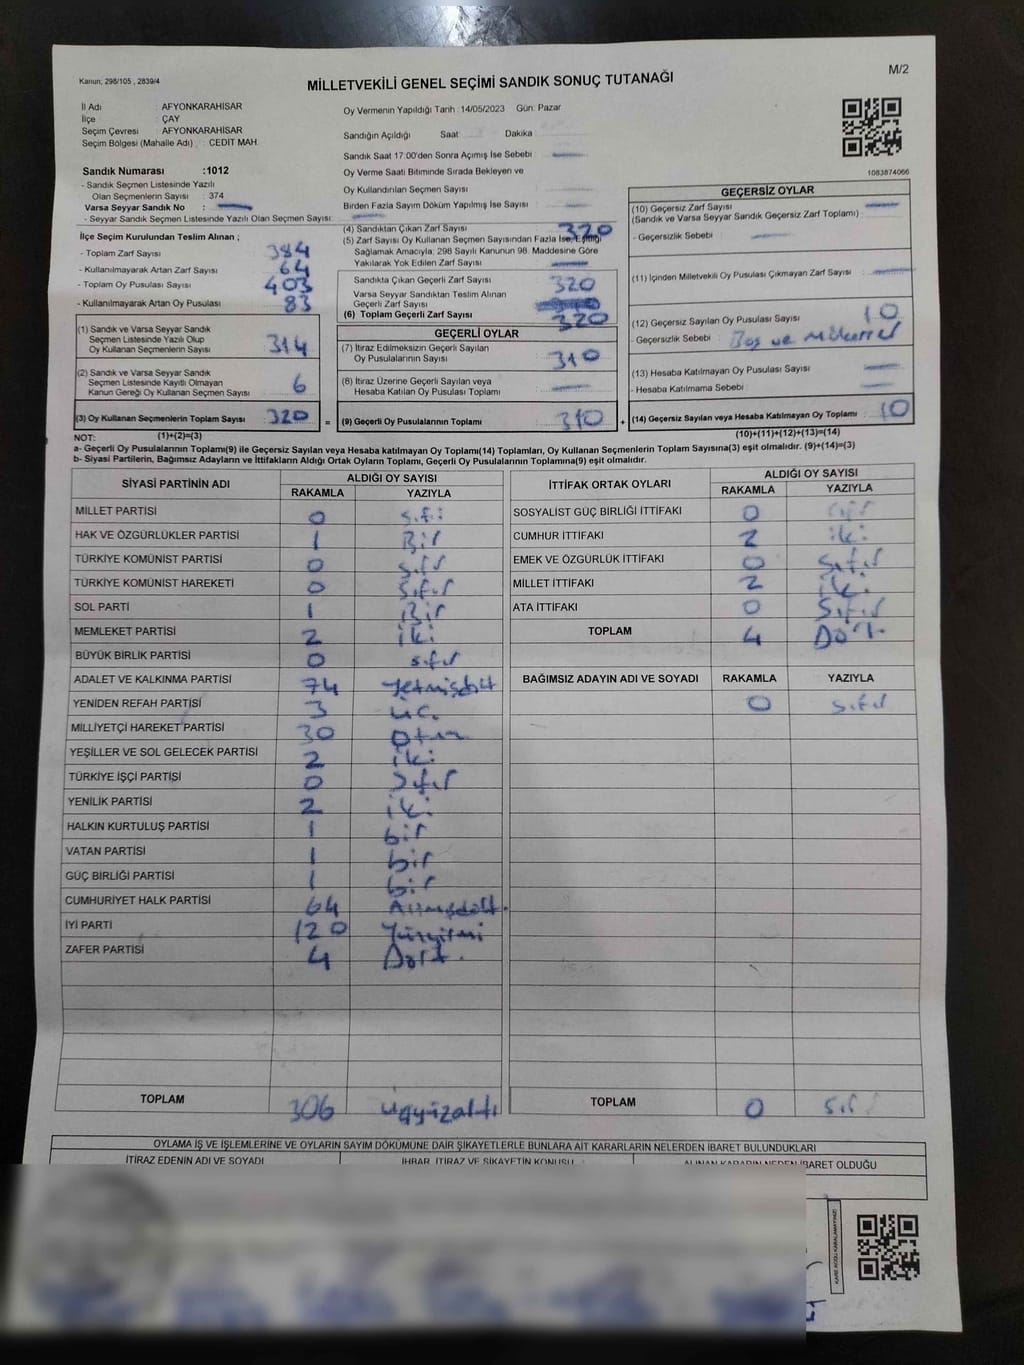 Kanun; 298/105 , 2839/4
MİLLETVEKİLİ GENEL SEÇİMİ SANDIK SONUÇ TUTANAĞI
M/2
İl Adı : AFYONKARAHİSAR
İlçe : ÇAY
Seçim Çevresi : AFYONKARAHİSAR
Seçim Bölgesi (Mahalle Adı) : CEDİT MAH.
Oy Vermenin Yapıldığı Tarih : 14/05/2023 Gün: Pazar
Sandığın Açıldığı Saat Dakika
Sandık Saat 17:00'den Sonra Açımış İse Sebebi :
Oy Verme Saati Bitiminde Sırada Bekleyen ve
Oy Kullandırılan Seçmen Sayısı :
Birden Fazla Sayım Döküm Yapılmış İse Sayısı :
Sandık Numarası :1012
- Sandık Seçmen Listesinde Yazılı
Olan Seçmenlerin Sayısı : 374
Varsa Seyyar Sandık No :
- Seyyar Sandık Seçmen Listesinde Yazılı Olan Seçmen Sayısı:
İlçe Seçim Kurulundan Teslim Alınan ;
- Toplam Zarf Sayısı : 384
- Kullanılmayarak Artan Zarf Sayısı : 64
- Toplam Oy Pusulası Sayısı : 403
- Kullanılmayarak Artan Oy Pusulası : 83
(1) Sandık ve Varsa Seyyar Sandık
Seçmen Listesinde Yazılı Olup
Oy Kullanan Seçmenlerin Sayısı : 314
(2) Sandık ve Varsa Seyyar Sandık
Seçmen Listesinde Kayıtlı Olmayan
Kanun Gereği Oy Kullanan Seçmen Sayısı : 6
(3) Oy Kullanan Seçmenlerin Toplam Sayısı : 320
(4) Sandıktan Çıkan Zarf Sayısı : 320
(5) Zarf Sayısı Oy Kullanan Seçmen Sayısından Fazla İse, Eşitliği
Sağlamak Amacıyla, 298 Sayılı Kanunun 98. Maddesine Göre
Yakılarak Yok Edilen Zarf Sayısı :
Sandıkta Çıkan Geçerli Zarf Sayısı : 320
Varsa Seyyar Sandıktan Teslim Alınan
Geçerli Zarf Sayısı :
(6) Toplam Geçerli Zarf Sayısı : 320
GEÇERLİ OYLAR
(7) İtiraz Edilmeksizin Geçerli Sayılan
Oy Pusulalarının Sayısı : 310
(8) İtiraz Üzerine Geçerli Sayılan veya
Hesaba Katılan Oy Pusulası Toplamı :
= (9) Geçerli Oy Pusulalarının Toplamı : 310 +
1083874066
GEÇERSİZ OYLAR
(10) Geçersiz Zarf Sayısı :
(Sandık ve Varsa Seyyar Sandık Geçersiz Zarf Toplamı)
- Geçersizlik Sebebi :
(11) İçinden Milletvekili Oy Pusulası Çıkmayan Zarf Sayısı :
(12) Geçersiz Sayılan Oy Pusulası Sayısı : 10
- Geçersizlik Sebebi : Boş ve Mükerrer
(13) Hesaba Katılmayan Oy Pusulası Sayısı :
- Hesaba Katılmama Sebebi :
(14) Geçersiz Sayılan veya Hesaba Katılmayan Oy Toplamı : 10
NOT: (1)+(2)=(3) (10)+(11)+(12)+(13)=(14)
a- Geçerli Oy Pusulalarının Toplamı(9) ile Geçersiz Sayılan veya Hesaba katılmayan Oy Toplamı(14) Toplamları, Oy Kullanan Seçmenlerin Toplam Sayısına(3) eşit olmalıdır. (9)+(14)=(3)
b- Siyasi Partilerin, Bağımsız Adayların ve İttifakların Aldığı Ortak Oyların Toplamı, Geçerli Oy Pusulalarının Toplamına(9) eşit olmalıdır.
SİYASİ PARTİNİN ADI ALDIĞI OY SAYISI
RAKAMLA YAZIYLA
MİLLET PARTİSİ 0 sıfır
HAK VE ÖZGÜRLÜKLER PARTİSİ 1 Bir
TÜRKİYE KOMÜNİST PARTİSİ 0 sıfır
TÜRKİYE KOMÜNİST HAREKETİ 0 sıfır
SOL PARTİ 1 Bir
MEMLEKET PARTİSİ 2 iki
BÜYÜK BİRLİK PARTİSİ 0 sıfır
ADALET VE KALKINMA PARTİSİ 74 Yetmişdört
YENİDEN REFAH PARTİSİ 3 üç
MİLLİYETÇİ HAREKET PARTİSİ 30 otuz
YEŞİLLER VE SOL GELECEK PARTİSİ 2 iki
TÜRKİYE İŞÇİ PARTİSİ 0 sıfır
YENİLİK PARTİSİ 2 iki
HALKIN KURTULUŞ PARTİSİ 1 bir
VATAN PARTİSİ 1 bir
GÜÇ BİRLİĞİ PARTİSİ 1 bir
CUMHURİYET HALK PARTİSİ 64 Altmışdört.
İYİ PARTİ 120 Yüzyirmi
ZAFER PARTİSİ 4 Dört.
TOPLAM 306 üçyüzaltı
İTTİFAK ORTAK OYLARI ALDIĞI OY SAYISI
RAKAMLA YAZIYLA
SOSYALİST GÜÇ BİRLİĞİ İTTİFAKI 0 sıfır
CUMHUR İTTİFAKI 2 iki
EMEK VE ÖZGÜRLÜK İTTİFAKI 0 sıfır
MİLLET İTTİFAKI 2 iki
ATA İTTİFAKI 0 sıfır
TOPLAM 4 Dört
BAĞIMSIZ ADAYIN ADI VE SOYADI RAKAMLA YAZIYLA
0 sıfır
TOPLAM 0 sıfır
OYLAMA İŞ VE İŞLEMLERİNE VE OYLARIN SAYIM DÖKÜMÜNE DAİR ŞİKAYETLERLE BUNLARA AİT KARARLARIN NELERDEN İBARET BULUNDUKLARI
İTİRAZ EDENİN ADI VE SOYADI İHBAR, İTİRAZ VE ŞİKAYETİN KONUSU ALINAN KARARIN NEDEN İBARET OLDUĞU